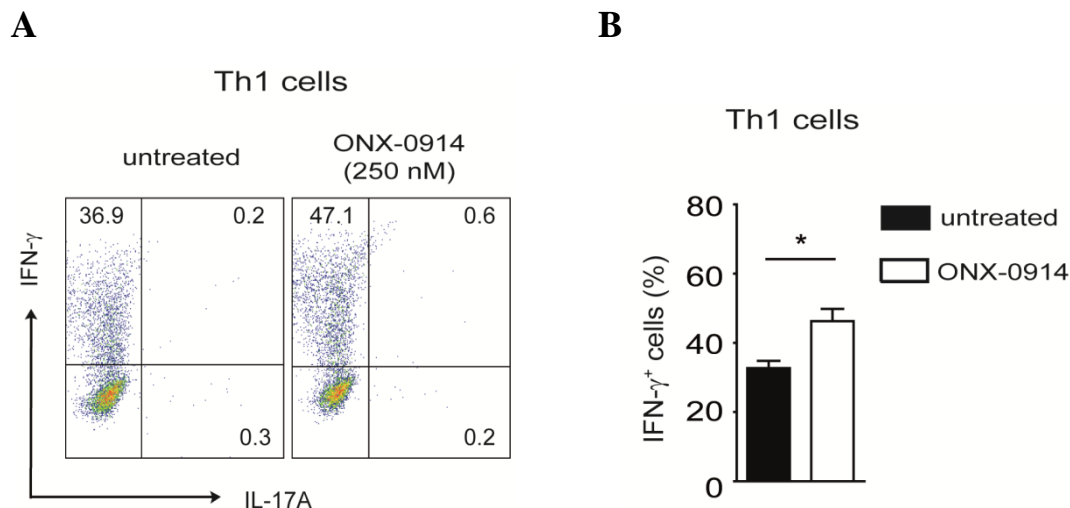 A
Th1 cells
untreated
ONX-0914
(250 nM)
36.9
0.2
47.1
0.6
0.3
0.2
IFN-γ
IL-17A
B
Th1 cells
untreated
ONX-0914
*
IFN-γ⁺ cells (%)
80
60
40
20
0